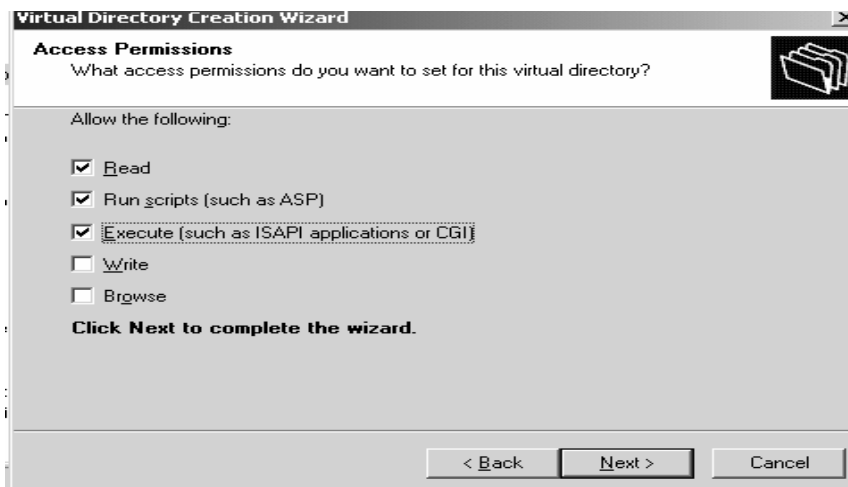 Virtual Directory Creation Wizard
Access Permissions
What access permissions do you want to set for this virtual directory?
Allow the following:
Read
Run scripts (such as ASP)
Execute (such as ISAPI applications or CGI)
Write
Browse
Click Next to complete the wizard.
< Back Next > Cancel